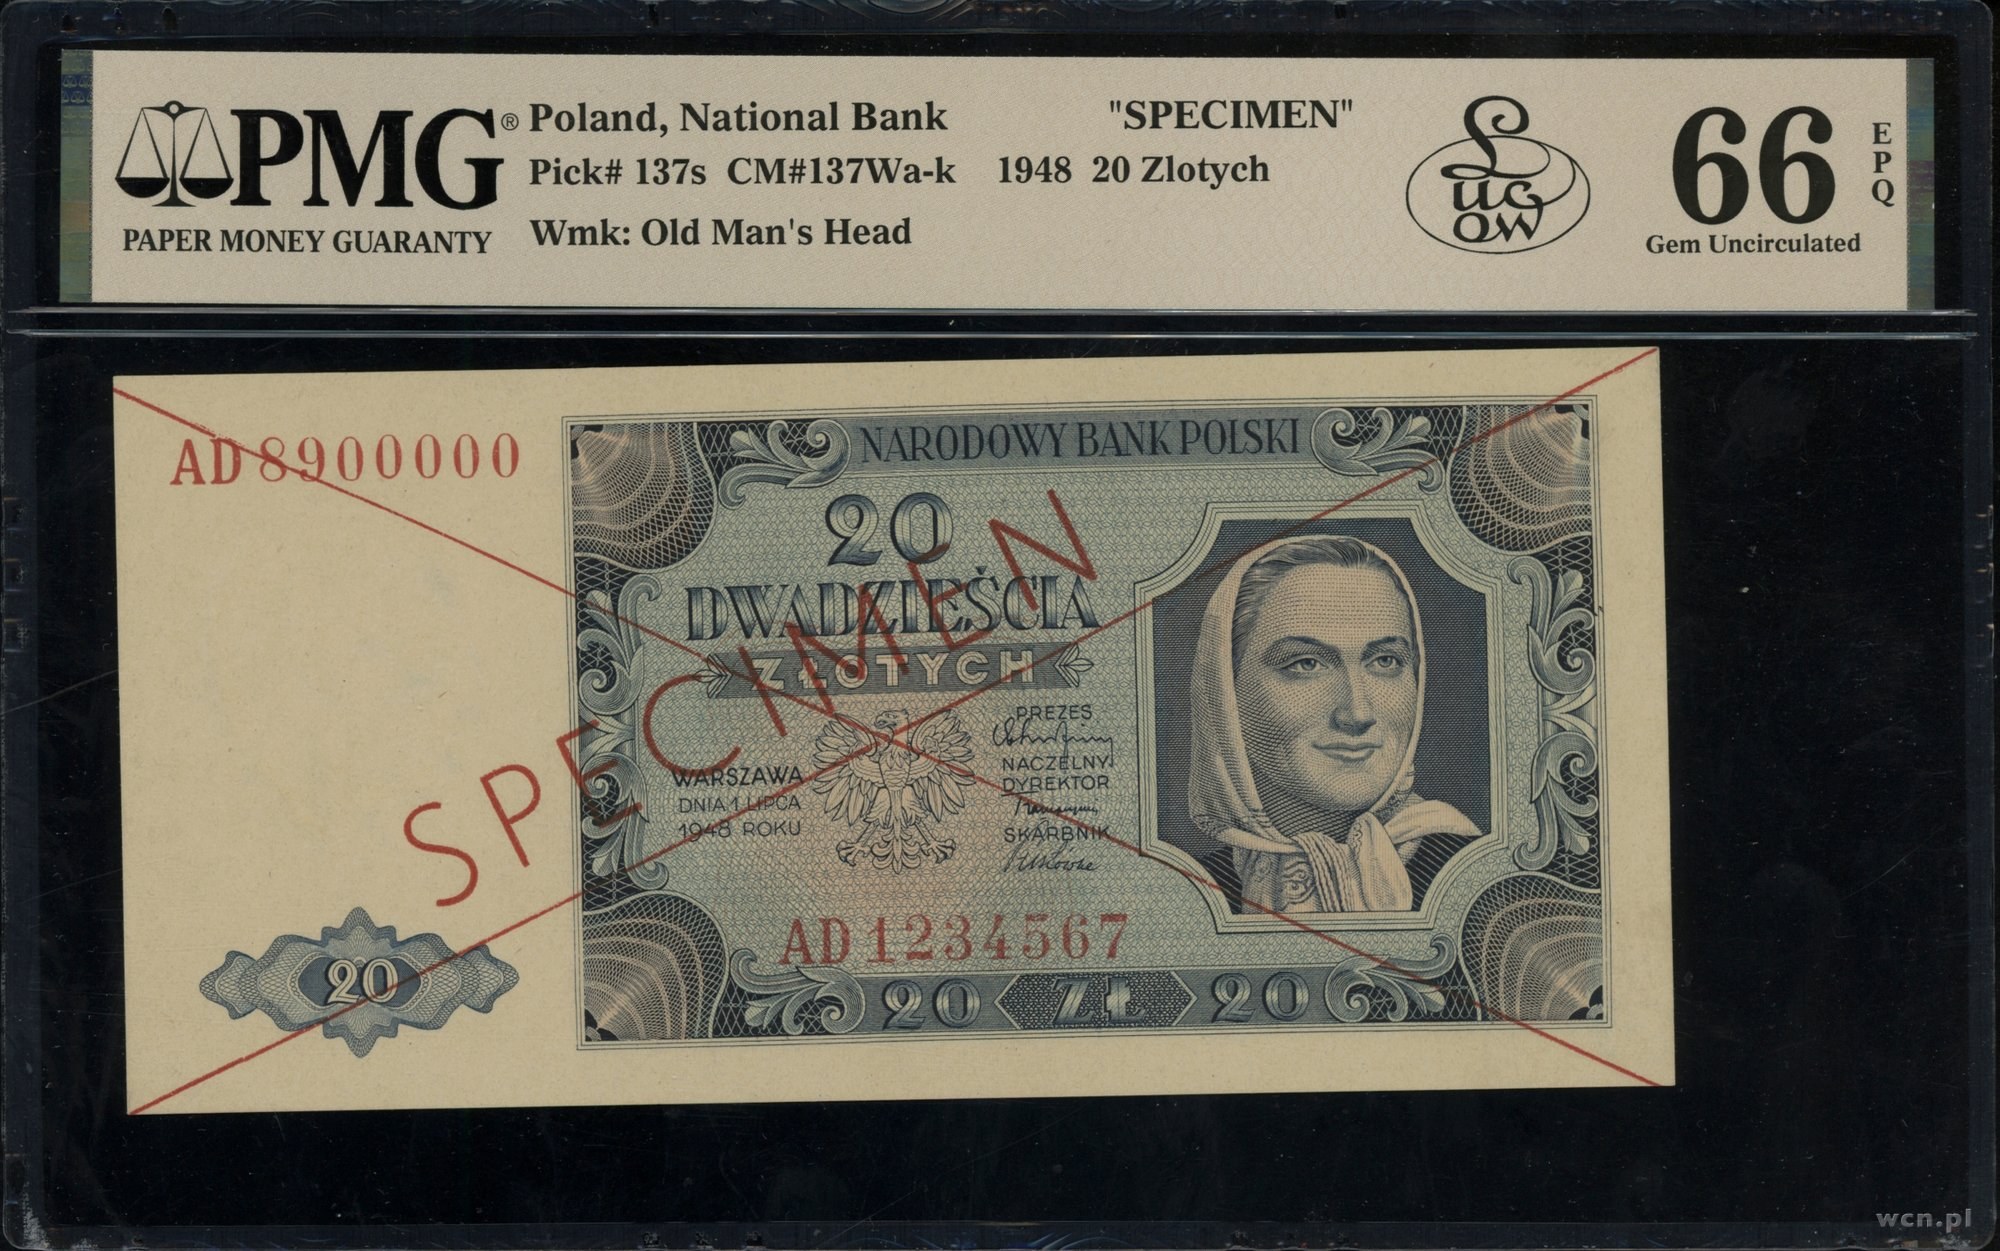 PMG®
PAPER MONEY GUARANTY
Poland, National Bank "SPECIMEN"
Pick# 137s CM#137Wa-k 1948 20 Zlotych
Wmk: Old Man's Head
Lucow
66
EPQ
Gem Uncirculated
AD 8900000
NARODOWY BANK POLSKI
20
DWADZIEŚCIA
ZŁOTYCH
SPECIMEN
WARSZAWA
DNIA 1 LIPCA
1948 ROKU
PREZES
NACZELNY
DYREKTOR
SKARBNIK
AD 1234567
20
20 ZŁ 20
wcn.pl